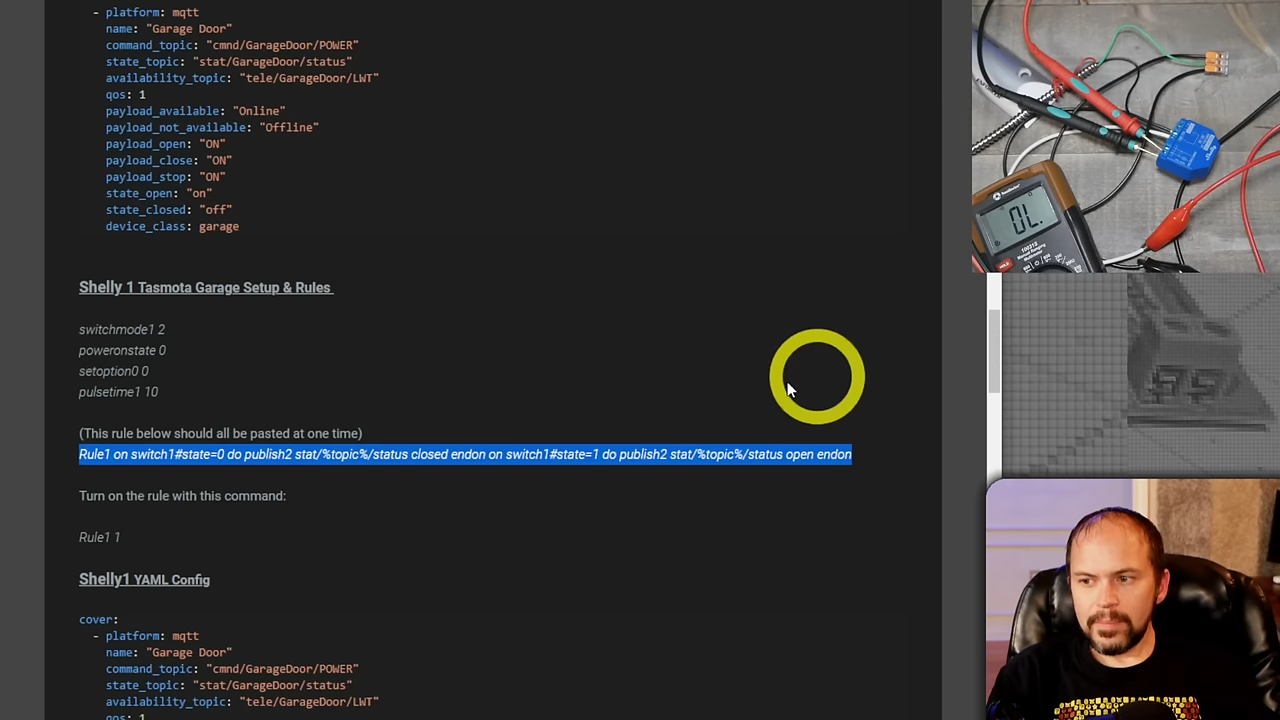 - platform: mqtt
name: "Garage Door"
command_topic: "cmnd/GarageDoor/POWER"
state_topic: "stat/GarageDoor/status"
availability_topic: "tele/GarageDoor/LWT"
qos: 1
payload_available: "Online"
payload_not_available: "Offline"
payload_open: "ON"
payload_close: "ON"
payload_stop: "ON"
state_open: "on"
state_closed: "off"
device_class: garage
Shelly 1 Tasmota Garage Setup & Rules
switchmode1 2
poweronstate 0
setoption0 0
pulsetime1 10
(This rule below should all be pasted at one time)
Rule1 on switch1#state=0 do publish2 stat/%topic%/status closed endon on switch1#state=1 do publish2 stat/%topic%/status open endon
Turn on the rule with this command:
Rule1 1
Shelly1 YAML Config
cover:
- platform: mqtt
name: "Garage Door"
command_topic: "cmnd/GarageDoor/POWER"
state_topic: "stat/GarageDoor/status"
availability_topic: "tele/GarageDoor/LWT"
qos: 1
OL.